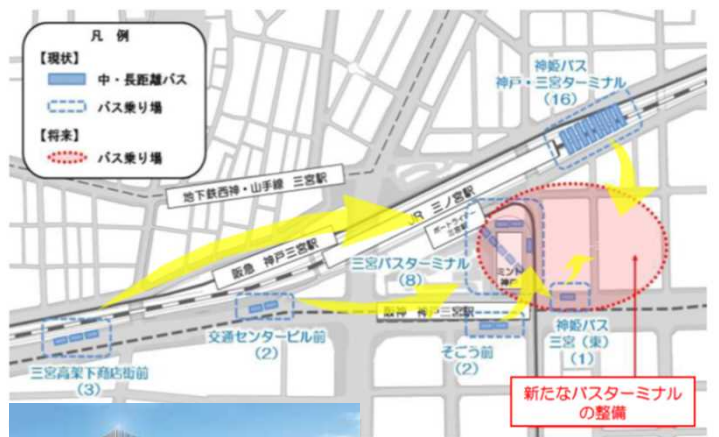 凡 例
【現状】
中・長距離バス
バス乗り場
【将来】
バス乗り場
神姫バス
神戸・三宮ターミナル
（16）
地下鉄西神・山手線 三宮駅
JR 三ノ宮駅
ポートライナー
三宮駅
阪急 神戸三宮駅
三宮バスターミナル
（8）
ミント
神戸
阪神 神戸三宮駅
三宮高架下商店街前
（3）
交通センタービル前
（2）
そごう前
（2）
神姫バス
三宮（東）
（1）
新たなバスターミナル
の整備